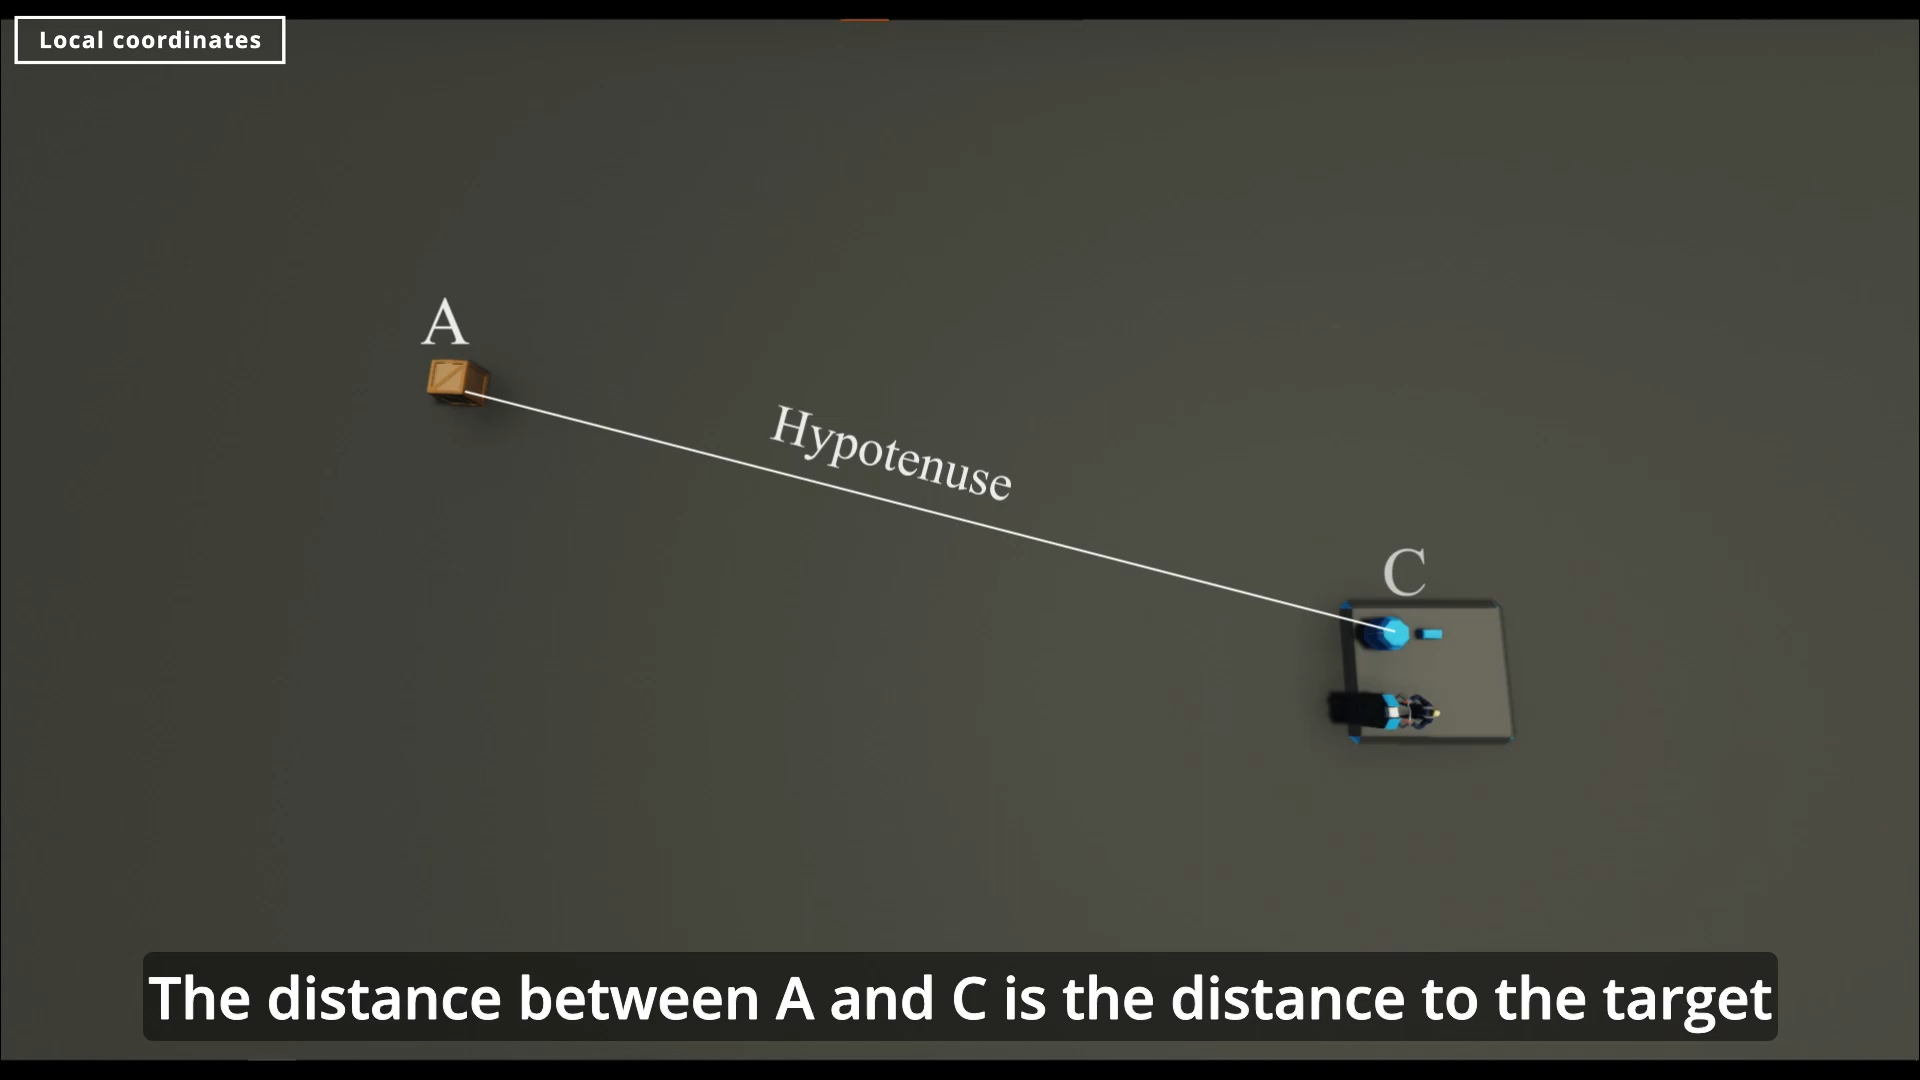 Local coordinates
A
Hypotenuse
C
The distance between A and C is the distance to the target